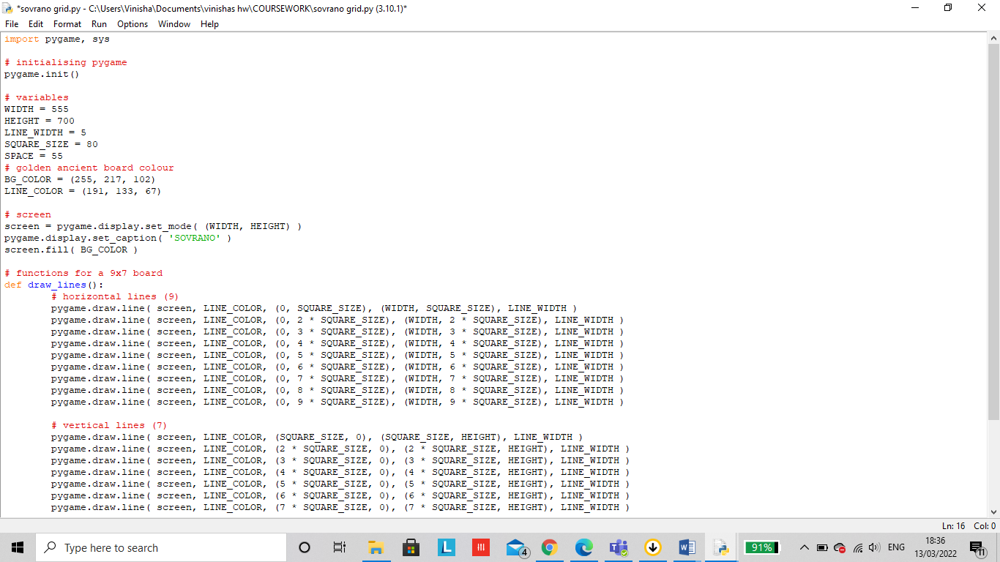 *sovrano grid.py - C:\Users\Vinisha\Documents\vinishas hw\COURSEWORK\sovrano grid.py (3.10.1)*
File Edit Format Run Options Window Help
import pygame, sys
# initialising pygame
pygame.init()
# variables
WIDTH = 555
HEIGHT = 700
LINE_WIDTH = 5
SQUARE_SIZE = 80
SPACE = 55
# golden ancient board colour
BG_COLOR = (255, 217, 102)
LINE_COLOR = (191, 133, 67)
# screen
screen = pygame.display.set_mode( (WIDTH, HEIGHT) )
pygame.display.set_caption( 'SOVRANO' )
screen.fill( BG_COLOR )
# functions for a 9x7 board
def draw_lines():
# horizontal lines (9)
pygame.draw.line( screen, LINE_COLOR, (0, SQUARE_SIZE), (WIDTH, SQUARE_SIZE), LINE_WIDTH )
pygame.draw.line( screen, LINE_COLOR, (0, 2 * SQUARE_SIZE), (WIDTH, 2 * SQUARE_SIZE), LINE_WIDTH )
pygame.draw.line( screen, LINE_COLOR, (0, 3 * SQUARE_SIZE), (WIDTH, 3 * SQUARE_SIZE), LINE_WIDTH )
pygame.draw.line( screen, LINE_COLOR, (0, 4 * SQUARE_SIZE), (WIDTH, 4 * SQUARE_SIZE), LINE_WIDTH )
pygame.draw.line( screen, LINE_COLOR, (0, 5 * SQUARE_SIZE), (WIDTH, 5 * SQUARE_SIZE), LINE_WIDTH )
pygame.draw.line( screen, LINE_COLOR, (0, 6 * SQUARE_SIZE), (WIDTH, 6 * SQUARE_SIZE), LINE_WIDTH )
pygame.draw.line( screen, LINE_COLOR, (0, 7 * SQUARE_SIZE), (WIDTH, 7 * SQUARE_SIZE), LINE_WIDTH )
pygame.draw.line( screen, LINE_COLOR, (0, 8 * SQUARE_SIZE), (WIDTH, 8 * SQUARE_SIZE), LINE_WIDTH )
pygame.draw.line( screen, LINE_COLOR, (0, 9 * SQUARE_SIZE), (WIDTH, 9 * SQUARE_SIZE), LINE_WIDTH )
# vertical lines (7)
pygame.draw.line( screen, LINE_COLOR, (SQUARE_SIZE, 0), (SQUARE_SIZE, HEIGHT), LINE_WIDTH )
pygame.draw.line( screen, LINE_COLOR, (2 * SQUARE_SIZE, 0), (2 * SQUARE_SIZE, HEIGHT), LINE_WIDTH )
pygame.draw.line( screen, LINE_COLOR, (3 * SQUARE_SIZE, 0), (3 * SQUARE_SIZE, HEIGHT), LINE_WIDTH )
pygame.draw.line( screen, LINE_COLOR, (4 * SQUARE_SIZE, 0), (4 * SQUARE_SIZE, HEIGHT), LINE_WIDTH )
pygame.draw.line( screen, LINE_COLOR, (5 * SQUARE_SIZE, 0), (5 * SQUARE_SIZE, HEIGHT), LINE_WIDTH )
pygame.draw.line( screen, LINE_COLOR, (6 * SQUARE_SIZE, 0), (6 * SQUARE_SIZE, HEIGHT), LINE_WIDTH )
pygame.draw.line( screen, LINE_COLOR, (7 * SQUARE_SIZE, 0), (7 * SQUARE_SIZE, HEIGHT), LINE_WIDTH )
Ln: 16 Col: 0
Type here to search
L
4
91%
ENG
18:36
13/03/2022
11